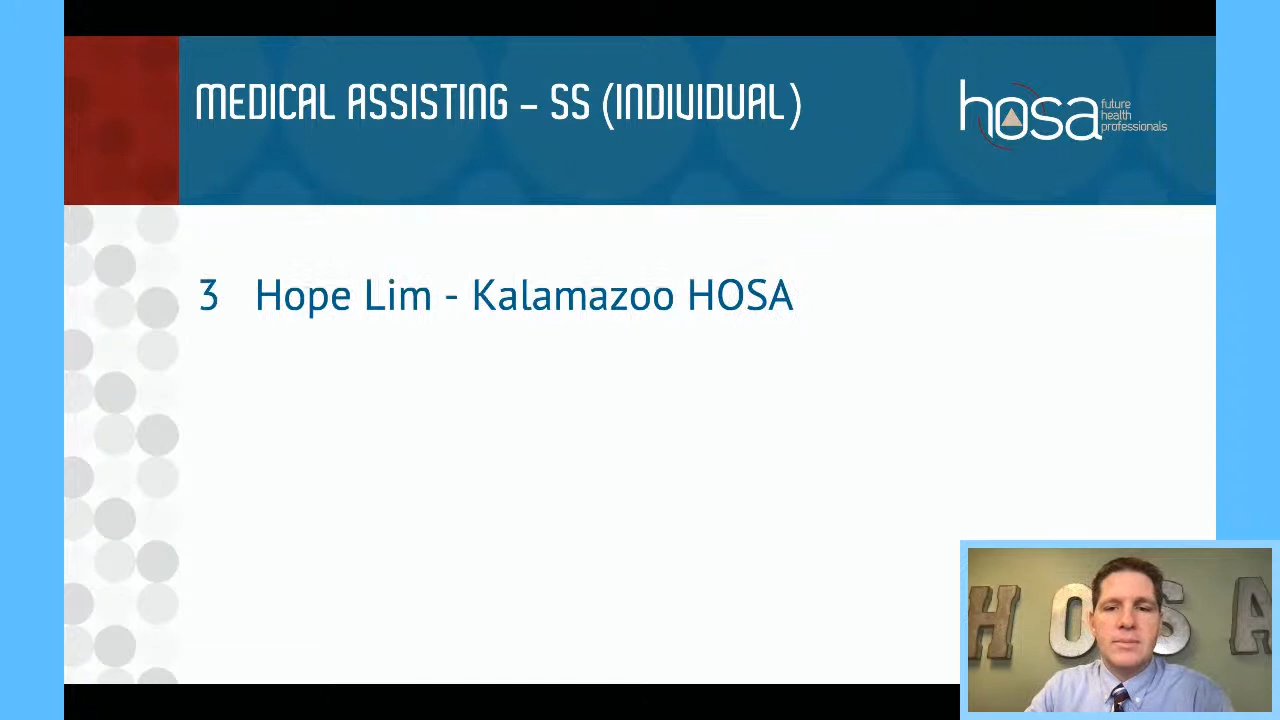 MEDICAL ASSISTING – SS (INDIVIDUAL)
hosa
future
health
professionals
3 Hope Lim - Kalamazoo HOSA
HOSA